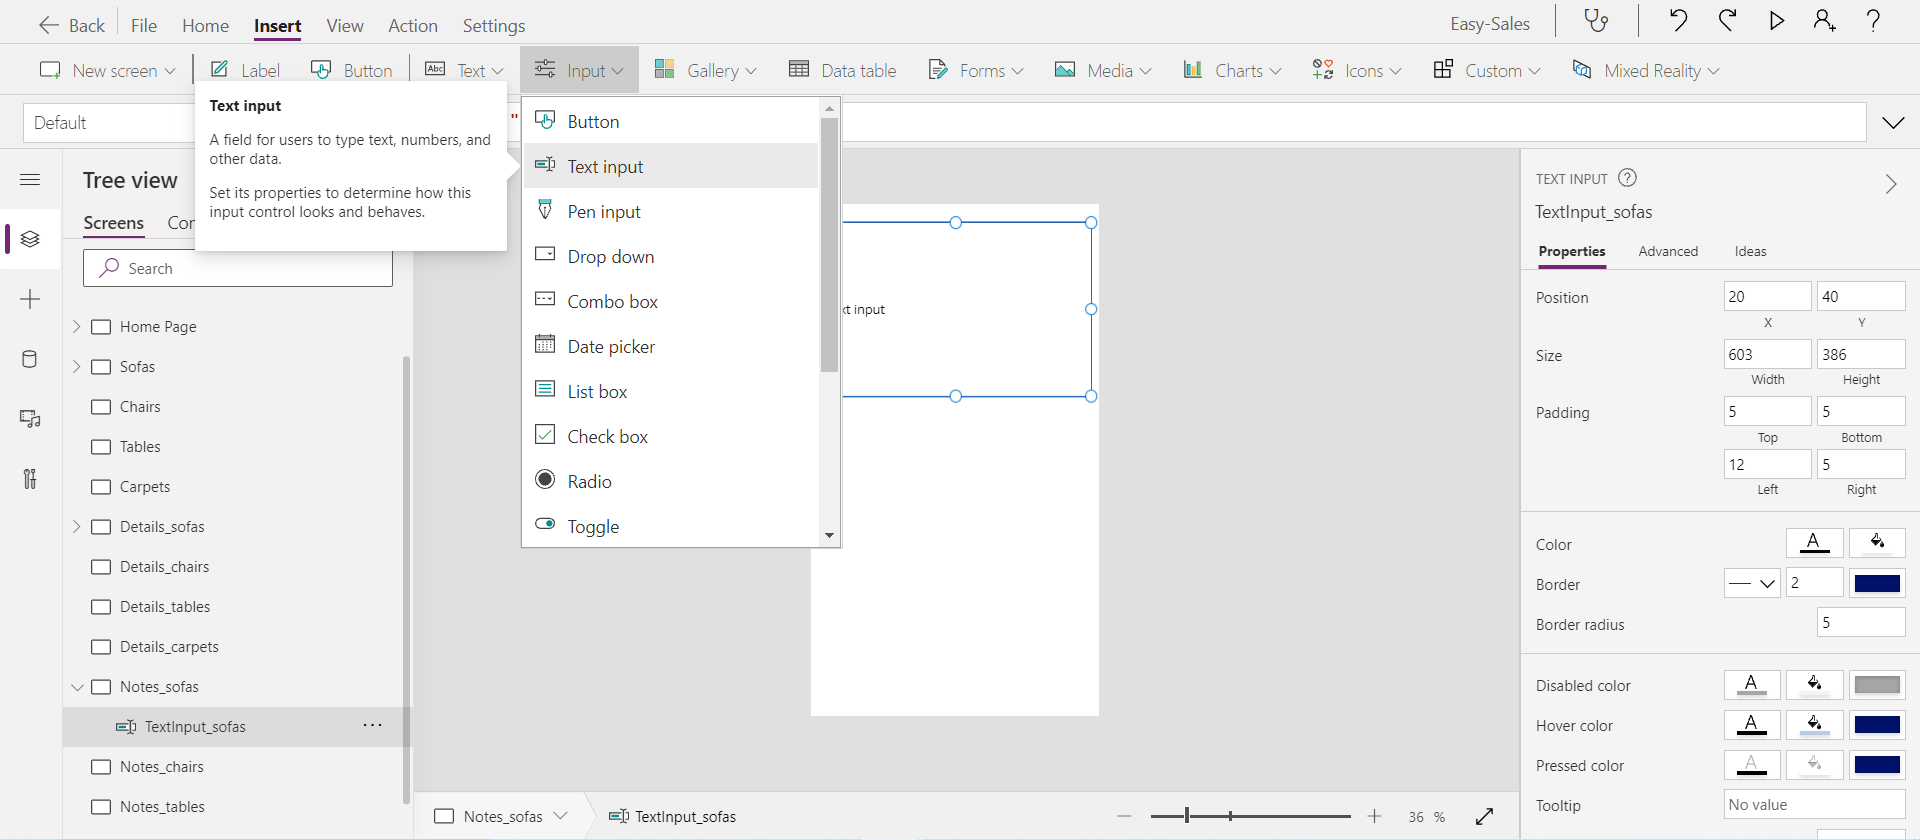 Back File Home Insert View Action Settings Easy-Sales
New screen Label Button Abc Text Input Gallery Data table Forms Media Charts Icons Custom Mixed Reality
Default "
Text input
A field for users to type text, numbers, and
other data.
Set its properties to determine how this
input control looks and behaves.
Button
Text input
Pen input
Drop down
Combo box
Date picker
List box
Check box
Radio
Toggle
Tree view
Screens
Search
Home Page
Sofas
Chairs
Tables
Carpets
Details_sofas
Details_chairs
Details_tables
Details_carpets
Notes_sofas
TextInput_sofas
Notes_chairs
Notes_tables
input
Notes_sofas TextInput_sofas 36 %
TEXT INPUT ?
TextInput_sofas
Properties Advanced Ideas
Position 20 40
X Y
Size 603 386
Width Height
Padding 5 5
Top Bottom
12 5
Left Right
Color A
Border 2
Border radius 5
Disabled color A
Hover color A
Pressed color A
Tooltip No value